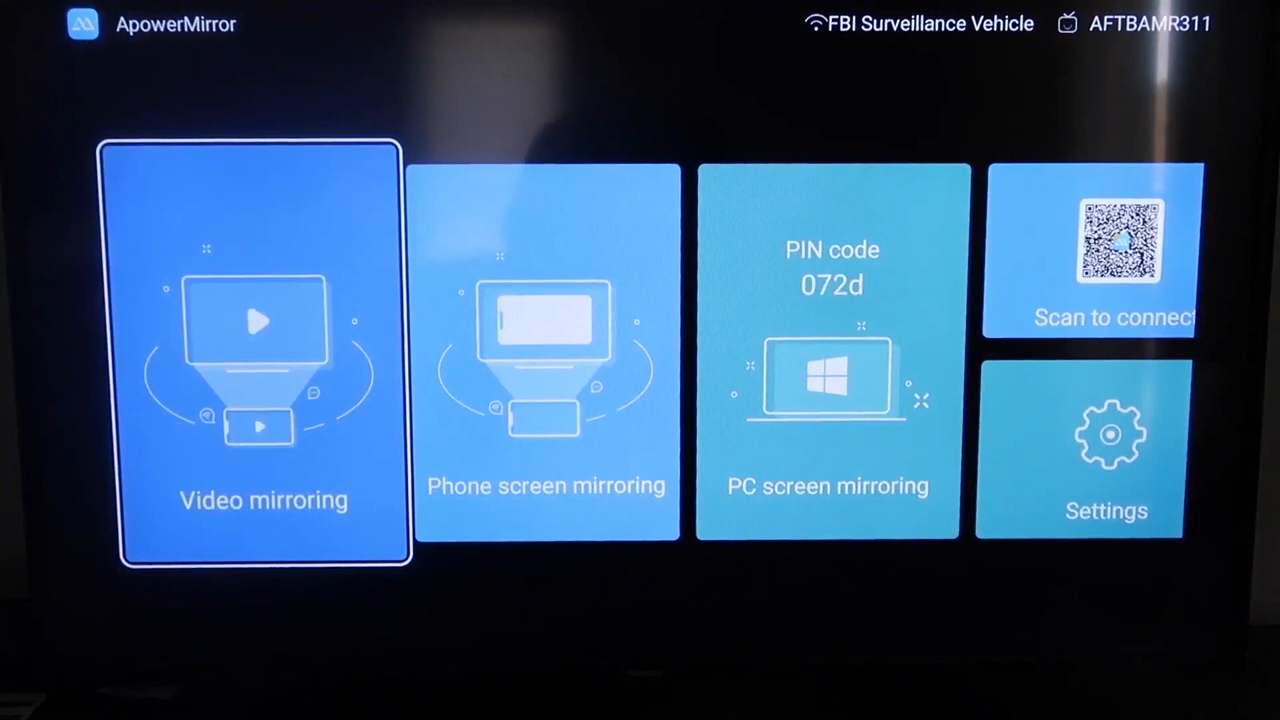 ApowerMirror
FBI Surveillance Vehicle
AFTBAMR311
Video mirroring
Phone screen mirroring
PIN code
072d
PC screen mirroring
Scan to connect
Settings